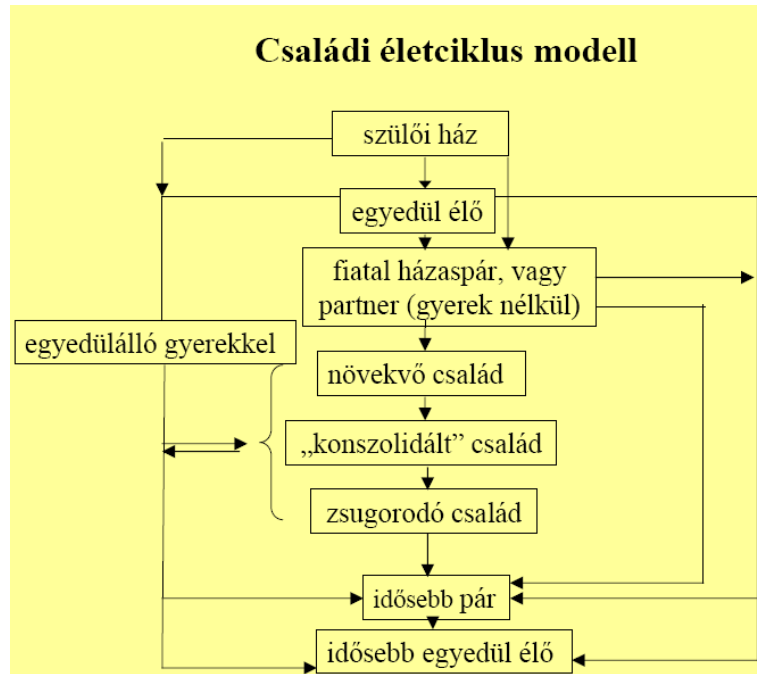 Családi életciklus modell
szülői ház
egyedül élő
fiatal házaspár, vagy
partner (gyerek nélkül)
egyedülálló gyerekkel
növekvő család
„konszolidált” család
zsugorodó család
idősebb pár
idősebb egyedül élő